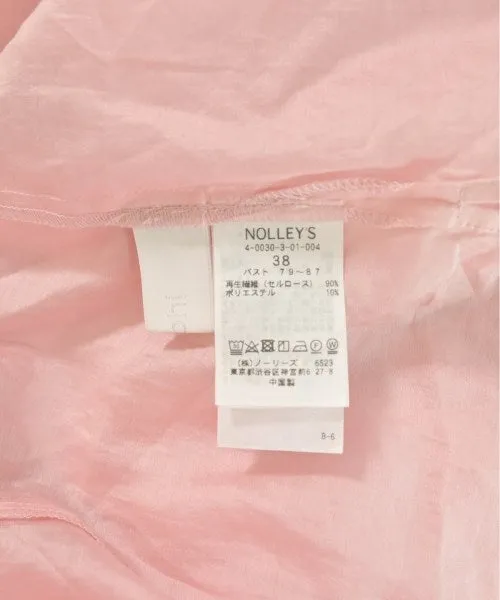 NOLLEY'S
4-0030-3-01-004
38
バスト 79〜87
再生繊維(セルロース) 90%
ポリエステル 10%
(株)ノーリーズ 6523
東京都渋谷区神宮前6-27-8
中国製
B-6